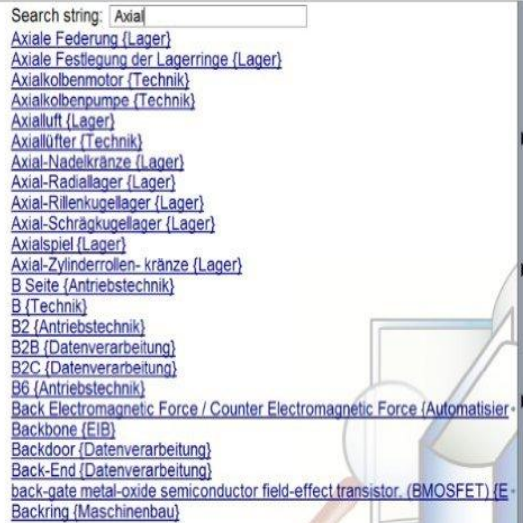 Search string: Axial
Axiale Federung {Lager}
Axiale Festlegung der Lagerringe {Lager}
Axialkolbenmotor {Technik}
Axialkolbenpumpe {Technik}
Axialluft {Lager}
Axiallüfter {Technik}
Axial-Nadelkränze {Lager}
Axial-Radiallager {Lager}
Axial-Rillenkugellager {Lager}
Axial-Schrägkugellager {Lager}
Axialspiel {Lager}
Axial-Zylinderrollen- kränze {Lager}
B Seite {Antriebstechnik}
B {Technik}
B2 {Antriebstechnik}
B2B {Datenverarbeitung}
B2C {Datenverarbeitung}
B6 {Antriebstechnik}
Back Electromagnetic Force / Counter Electromagnetic Force {Automatisier
Backbone {EIB}
Backdoor {Datenverarbeitung}
Back-End {Datenverarbeitung}
back-gate metal-oxide semiconductor field-effect transistor, (BMOSFET) {E
Backring {Maschinenbau}